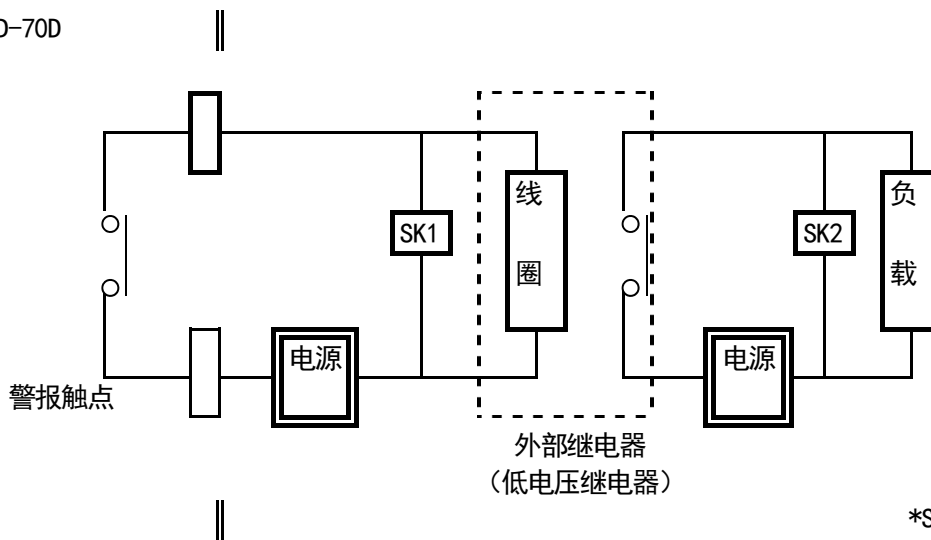 D-70D
线圈
SK1
负载
SK2
电源
电源
警报触点
外部继电器
（低电压继电器）
*S